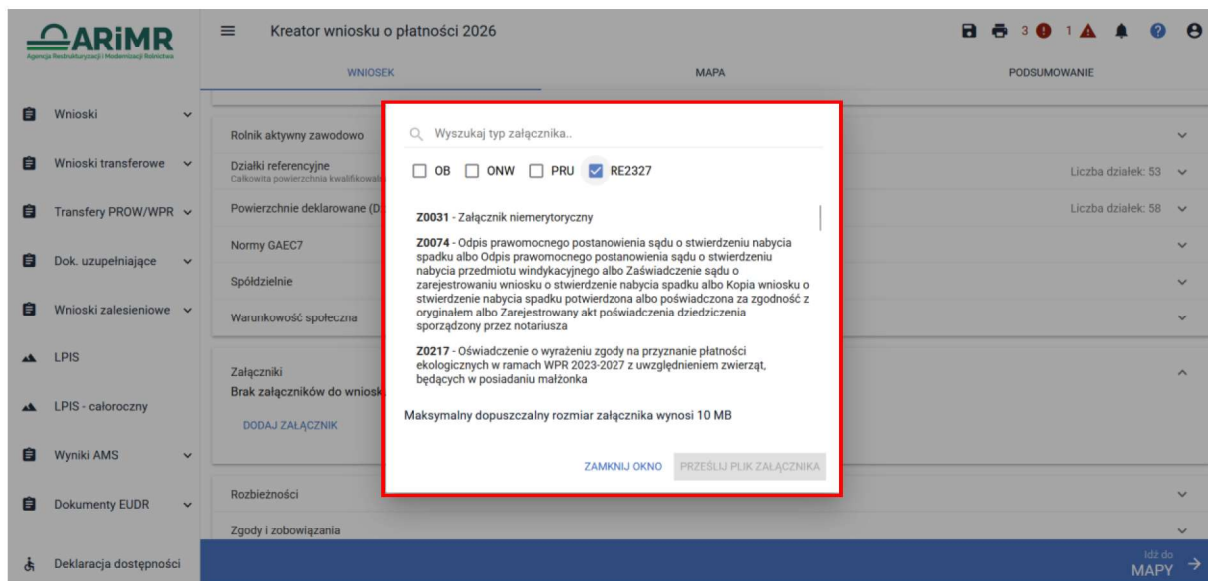 ARiMR
Agencja Restrukturyzacji i Modernizacji Rolnictwa
Kreator wniosku o płatności 2026
3
1
WNIOSEK
MAPA
PODSUMOWANIE
Wnioski
Wnioski transferowe
Transfery PROW/WPR
Dok. uzupełniające
Wnioski zalesieniowe
LPIS
LPIS - całoroczny
Wyniki AMS
Dokumenty EUDR
Deklaracja dostępności
Rolnik aktywny zawodowo
Działki referencyjne
Liczba działek: 53
Całkowita powierzchnia
Powierzchnie deklarowane
Liczba działek: 58
Normy GAEC7
Spółdzielnie
Warunkowość społeczna
Załączniki
Brak załączników do wniosk
DODAJ ZAŁĄCZNIK
Rozbieżności
Zgody i zobowiązania
Wyszukaj typ załącznika..
OB ONW PRU RE2327
Z0031 - Załącznik niemerytoryczny
Z0074 - Odpis prawomocnego postanowienia sądu o stwierdzeniu nabycia
spadku albo Odpis prawomocnego postanowienia sądu o stwierdzeniu
nabycia przedmiotu windykacyjnego albo Zaświadczenie sądu o
zarejestrowaniu wniosku o stwierdzenie nabycia spadku albo Kopia wniosku o
stwierdzenie nabycia spadku potwierdzona albo poświadczona za zgodność z
oryginałem albo Zarejestrowany akt poświadczenia dziedziczenia
sporządzony przez notariusza
Z0217 - Oświadczenie o wyrażeniu zgody na przyznanie płatności
ekologicznych w ramach WPR 2023-2027 z uwzględnieniem zwierząt,
będących w posiadaniu małżonka
Maksymalny dopuszczalny rozmiar załącznika wynosi 10 MB
ZAMKNIJ OKNO
PRZEŚLIJ PLIK ZAŁĄCZNIKA
Idź do
MAPY